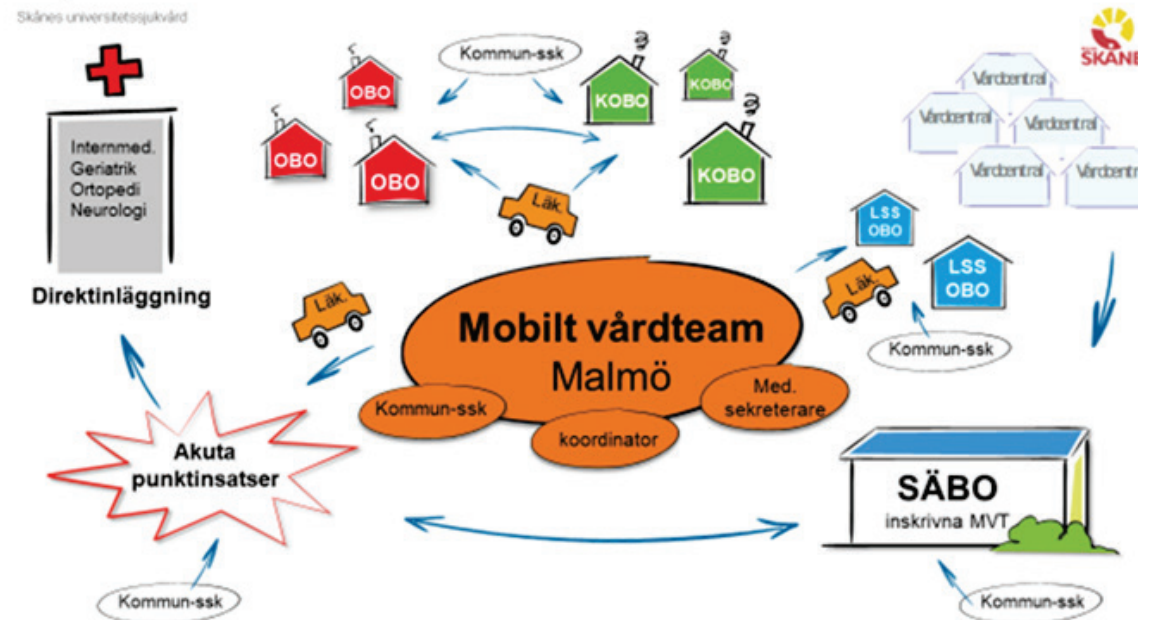 Skånes universitetssjukvård
SKÅNE
Kommun-ssk
OBO
OBO
OBO
KOBO
KOBO
KOBO
Vårdcentral
Vårdcentral
Vårdcentral
Vårdcentral
Internmed.
Geriatrik
Ortopedi
Neurologi
Direktinläggning
Läk.
Läk.
Läk.
LSS
OBO
LSS
OBO
Kommun-ssk
Mobilt vårdteam
Malmö
Kommun-ssk
koordinator
Med.
sekreterare
Akuta
punktinsatser
SÄBO
inskrivna MVT
Kommun-ssk
Kommun-ssk